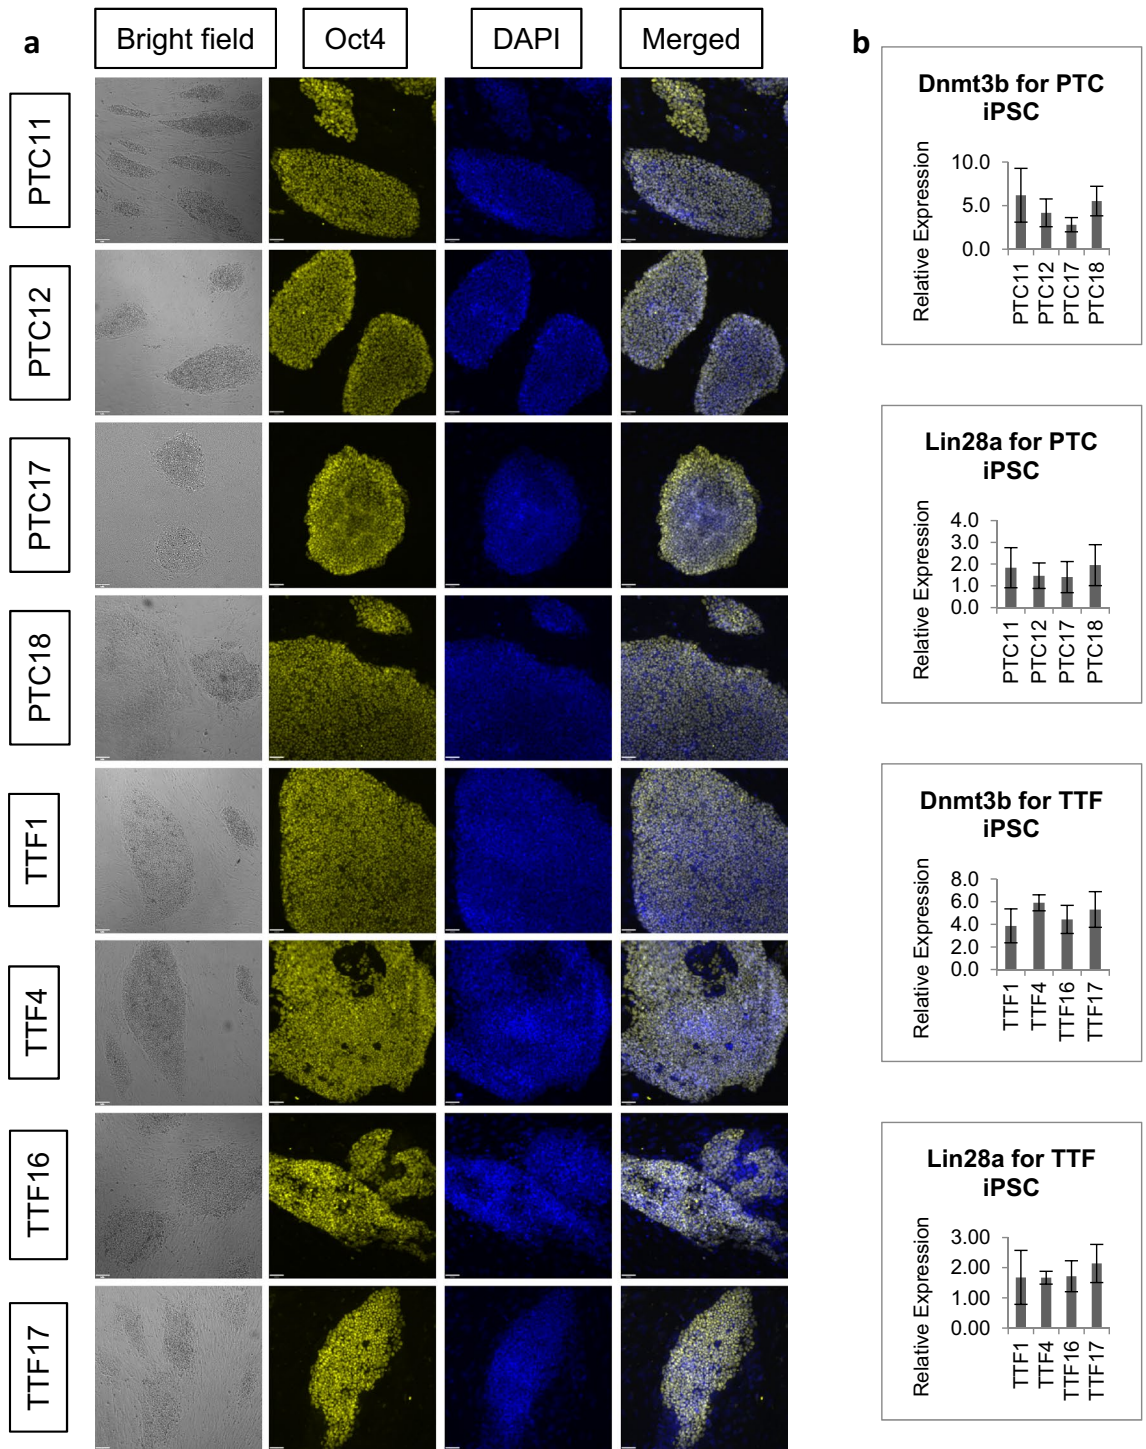 a
Bright field
Oct4
DAPI
Merged
PTC11
PTC12
PTC17
PTC18
TTF1
TTF4
TTF16
TTF17
b
Dnmt3b for PTC
iPSC
Relative Expression
10.0
5.0
0.0
PTC11
PTC12
PTC17
PTC18
Lin28a for PTC
iPSC
Relative Expression
4.0
3.0
2.0
1.0
0.0
PTC11
PTC12
PTC17
PTC18
Dnmt3b for TTF
iPSC
Relative Expression
8.0
6.0
4.0
2.0
0.0
TTF1
TTF4
TTF16
TTF17
Lin28a for TTF
iPSC
Relative Expression
3.00
2.00
1.00
0.00
TTF1
TTF4
TTF16
TTF17